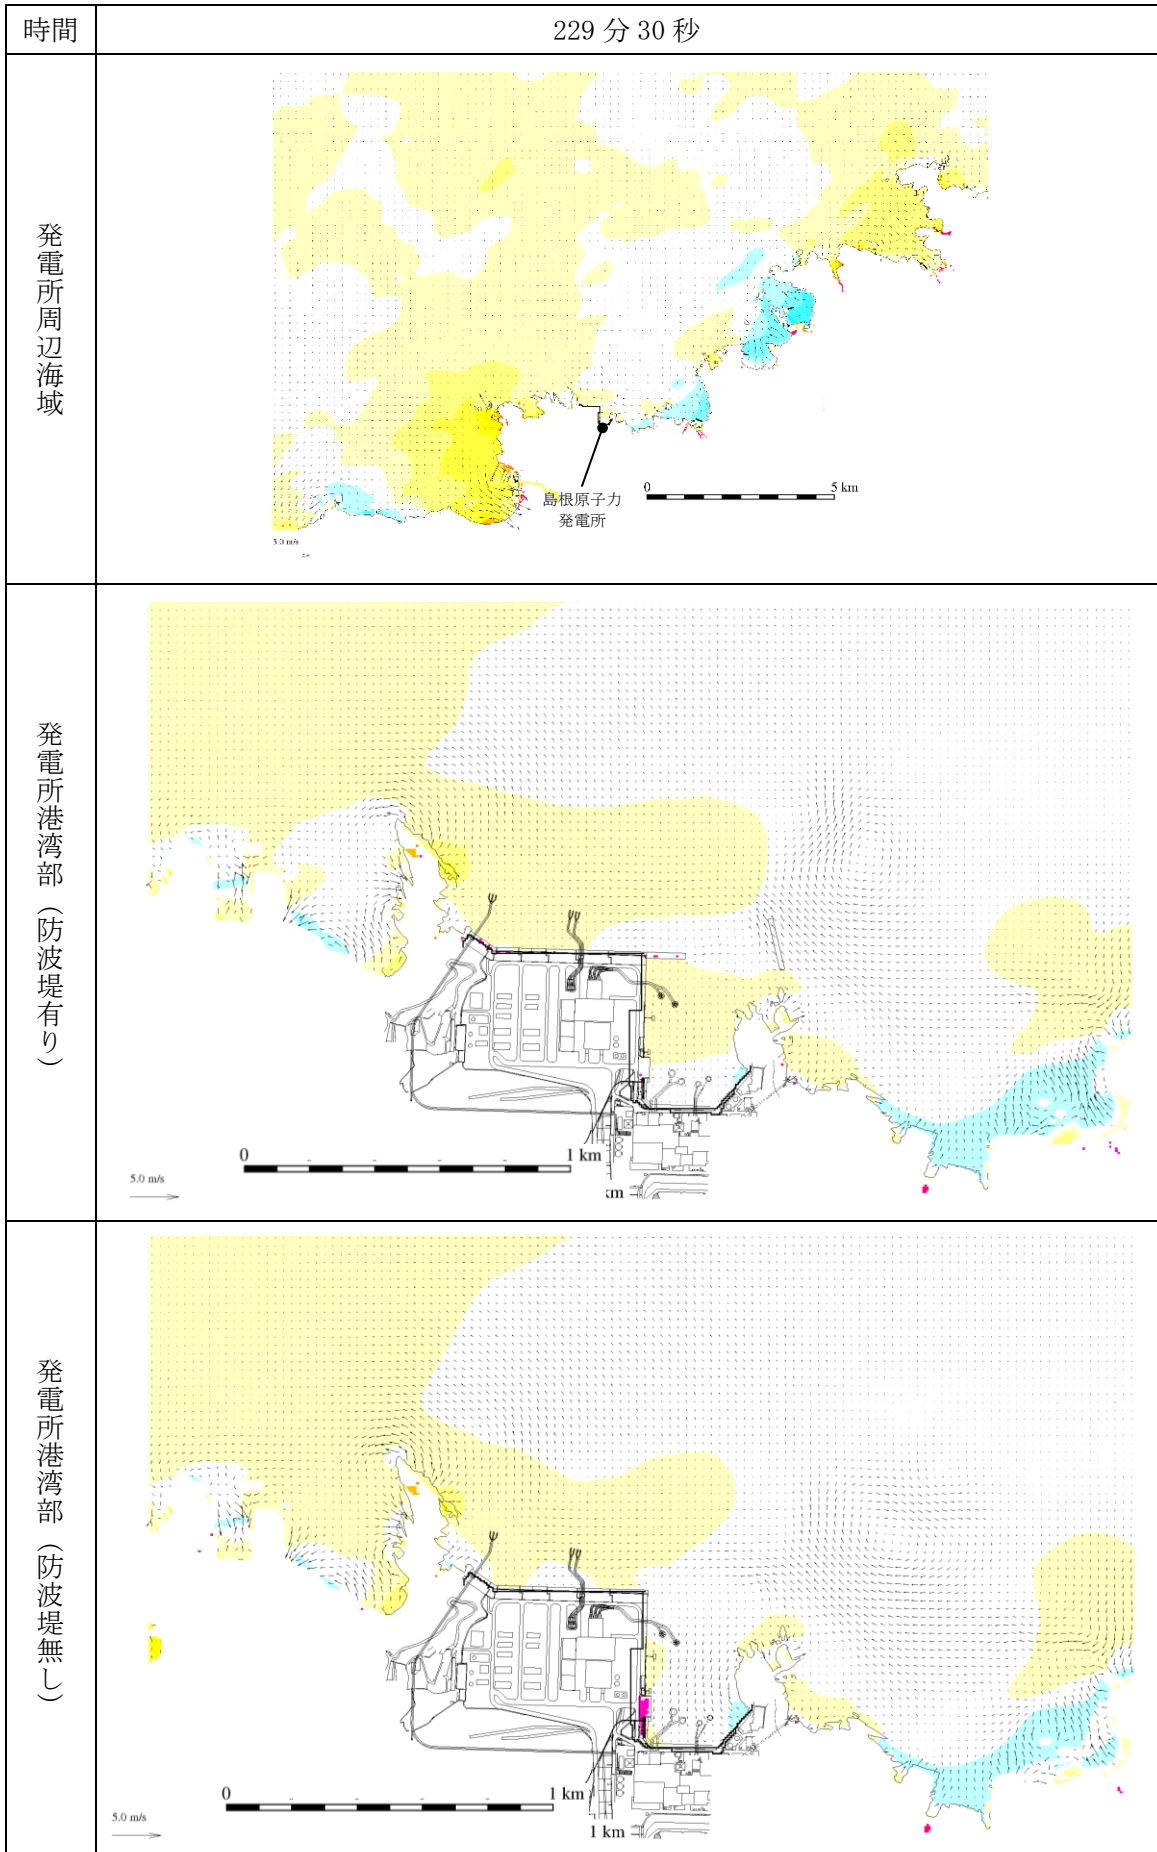 時間
229 分 30 秒
発電所周辺海域
島根原子力
発電所
0
5 km
3.0 m/s
発電所港湾部（防波堤有り）
0
1 km
5.0 m/s
km
発電所港湾部（防波堤無し）
0
1 km
5.0 m/s
1 km